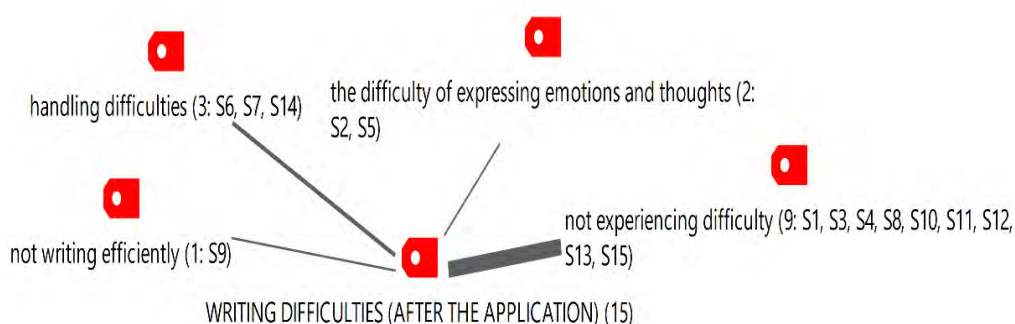 handling difficulties (3: S6, S7, S14)
the difficulty of expressing emotions and thoughts (2:
S2, S5)
not writing efficiently (1: S9)
not experiencing difficulty (9: S1, S3, S4, S8, S10, S11, S12,
S13, S15)
WRITING DIFFICULTIES (AFTER THE APPLICATION) (15)